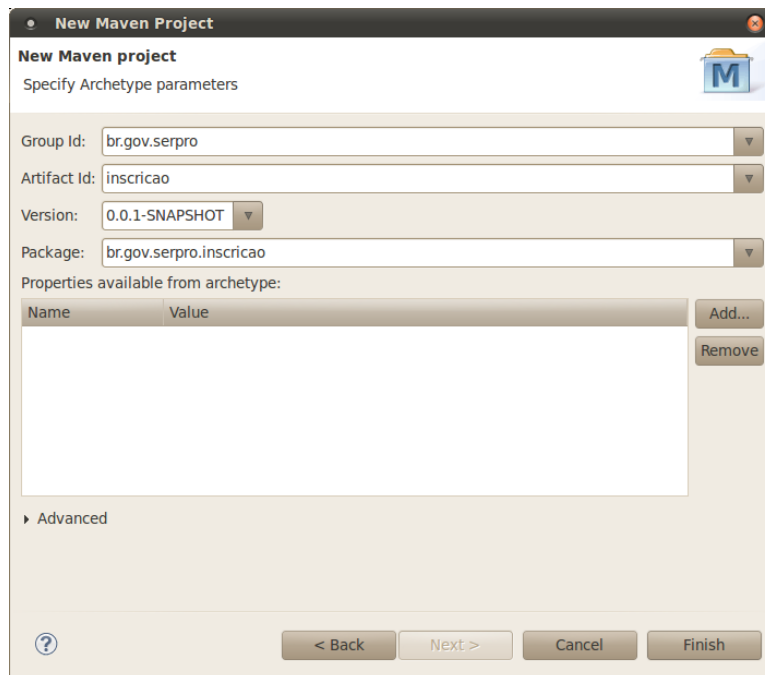 New Maven Project
New Maven project
Specify Archetype parameters
M
Group Id: br.gov.serpro
Artifact Id: inscricao
Version: 0.0.1-SNAPSHOT
Package: br.gov.serpro.inscricao
Properties available from archetype:
Name Value
Add...
Remove
Advanced
? < Back Next > Cancel Finish